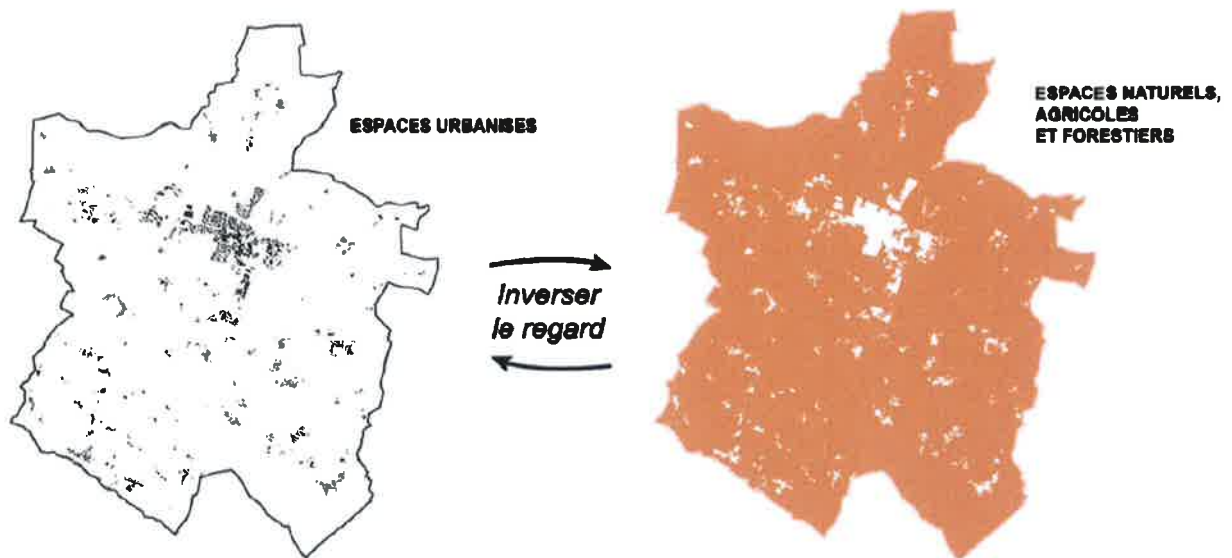 ESPACES URBANISES
Inverser
le regard
ESPACES NATURELS,
AGRICOLES
ET FORESTIERS